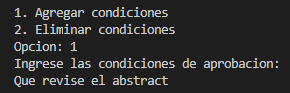 1. Agregar condiciones
2. Eliminar condiciones
Opcion: 1
Ingrese las condiciones de aprobacion:
Que revise el abstract